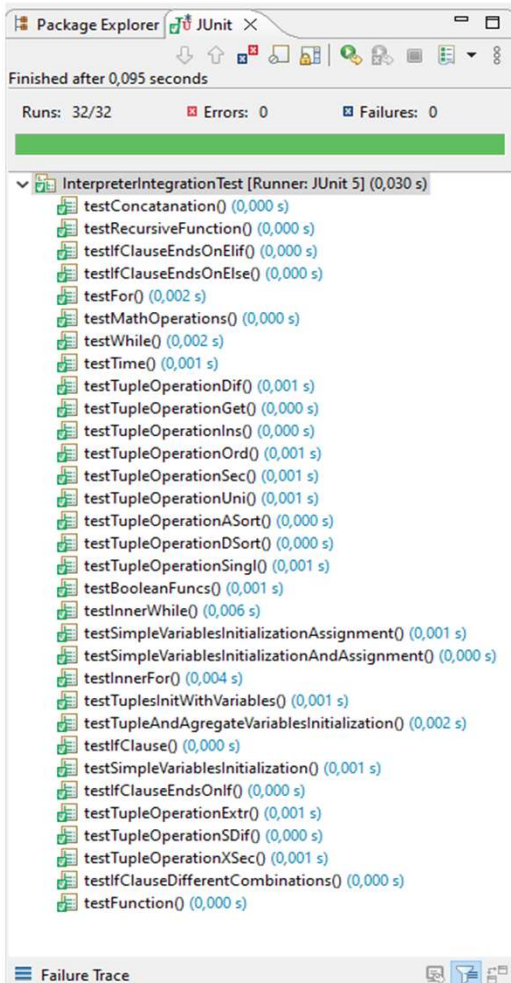 Package Explorer JUnit
Finished after 0,095 seconds
Runs: 32/32 Errors: 0 Failures: 0
InterpreterIntegrationTest [Runner: JUnit 5] (0,030 s)
testConcatanation() (0,000 s)
testRecursiveFunction() (0,000 s)
testIfClauseEndsOnElif() (0,000 s)
testIfClauseEndsOnElse() (0,000 s)
testFor() (0,002 s)
testMathOperations() (0,000 s)
testWhile() (0,002 s)
testTime() (0,001 s)
testTupleOperationDif() (0,001 s)
testTupleOperationGet() (0,000 s)
testTupleOperationIns() (0,000 s)
testTupleOperationOrd() (0,001 s)
testTupleOperationSec() (0,001 s)
testTupleOperationUni() (0,001 s)
testTupleOperationASort() (0,000 s)
testTupleOperationDSort() (0,000 s)
testTupleOperationSingl() (0,001 s)
testBooleanFuncs() (0,001 s)
testInnerWhile() (0,006 s)
testSimpleVariablesInitializationAssignment() (0,001 s)
testSimpleVariablesInitializationAndAssignment() (0,000 s)
testInnerFor() (0,004 s)
testTuplesInitWithVariables() (0,001 s)
testTupleAndAgregateVariablesInitialization() (0,002 s)
testIfClause() (0,000 s)
testSimpleVariablesInitialization() (0,001 s)
testIfClauseEndsOnIf() (0,000 s)
testTupleOperationExtr() (0,001 s)
testTupleOperationSDif() (0,000 s)
testTupleOperationXSec() (0,001 s)
testIfClauseDifferentCombinations() (0,000 s)
testFunction() (0,000 s)
Failure Trace